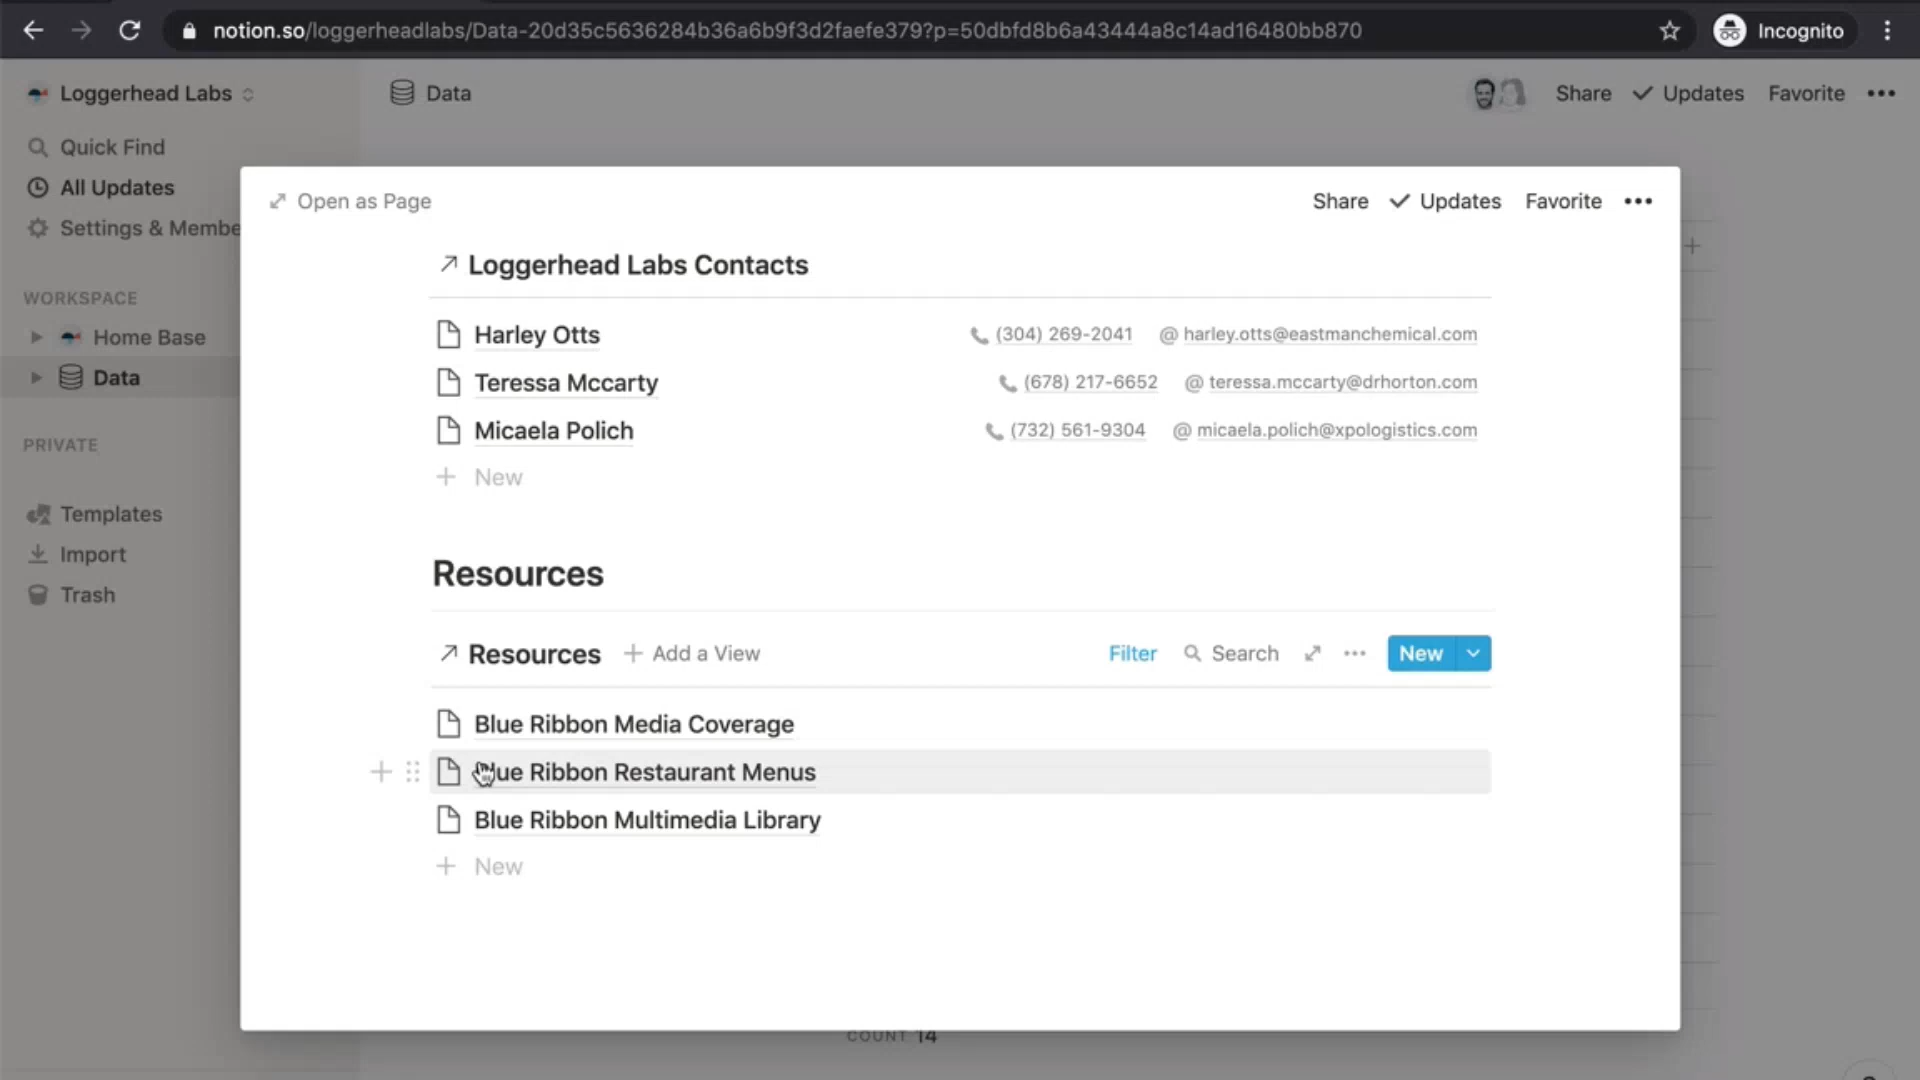 notion.so/loggerheadlabs/Data-20d35c5636284b36a6b9f3d2faefe379?p=50dbfd8b6a43444a8c14ad16480bb870
Incognito
Loggerhead Labs
Data
Share
Updates
Favorite
Quick Find
All Updates
Settings & Membe
WORKSPACE
Home Base
Data
PRIVATE
Templates
Import
Trash
Open as Page
Share
Updates
Favorite
Loggerhead Labs Contacts
Harley Otts (304) 269-2041 @ harley.otts@eastmanchemical.com
Teressa Mccarty (678) 217-6652 @ teressa.mccarty@drhorton.com
Micaela Polich (732) 561-9304 @ micaela.polich@xpologistics.com
New
Resources
Resources + Add a View Filter Search New
Blue Ribbon Media Coverage
Blue Ribbon Restaurant Menus
Blue Ribbon Multimedia Library
New
COUNT 14